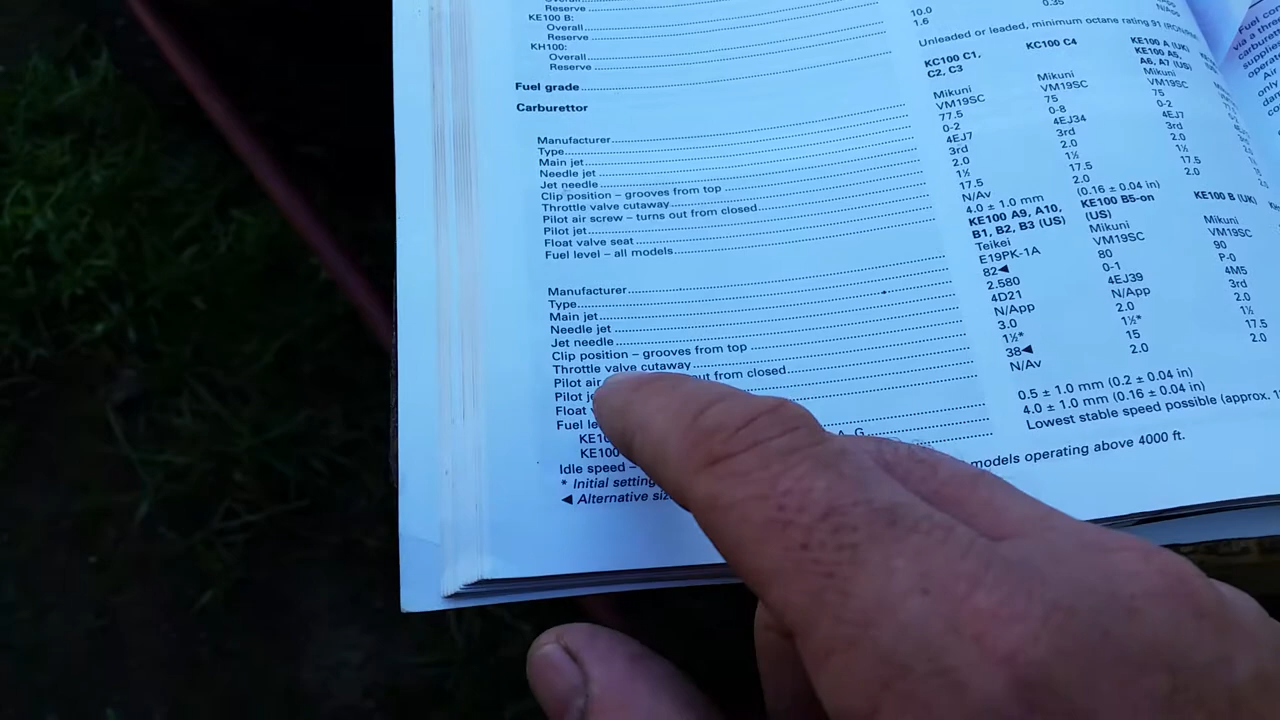 Overall
Reserve
KE100 B:
Overall
Reserve
KH100:
Overall
Reserve
10.0 0.35
1.6
Fuel grade Unleaded or leaded, minimum octane rating 91
Carburettor KC100 C1, C2, C3 KC100 C4 KE100 A (UK) KE100 A5, A6, A7 (US)
Manufacturer Mikuni Mikuni Mikuni
Type VM19SC VM19SC VM19SC
Main jet 77.5 75 75
Needle jet 0-2 0-8 0-2
Jet needle 4EJ7 4EJ34 4EJ7
Clip position – grooves from top 3rd 3rd 3rd
Throttle valve cutaway 2.0 2.0 2.0
Pilot air screw – turns out from closed 1½ 1½ 1½
Pilot jet 17.5 17.5 17.5
Float valve seat N/Av 2.0 2.0
Fuel level – all models 4.0 ± 1.0 mm (0.16 ± 0.04 in)
KE100 A9, A10, B1, B2, B3 (US) KE100 B5-on (US) KE100 B (UK)
Manufacturer Teikei Mikuni Mikuni
Type E19PK-1A VM19SC VM19SC
Main jet 82◄ 80 90
Needle jet 2.580 0-1 P-0
Jet needle 4D21 4EJ39 4M5
Clip position – grooves from top N/App N/App 3rd
Throttle valve cutaway 3.0 2.0 2.0
Pilot air out from closed 1½* 1½* 1½
Pilot 38◄ 15 17.5
Float N/Av 2.0 2.0
Fuel
KE10 0.5 ± 1.0 mm (0.2 ± 0.04 in)
KE100 4.0 ± 1.0 mm (0.16 ± 0.04 in)
Idle speed – Lowest stable speed possible (approx.
* Initial setting
◄ Alternative models operating above 4000 ft.